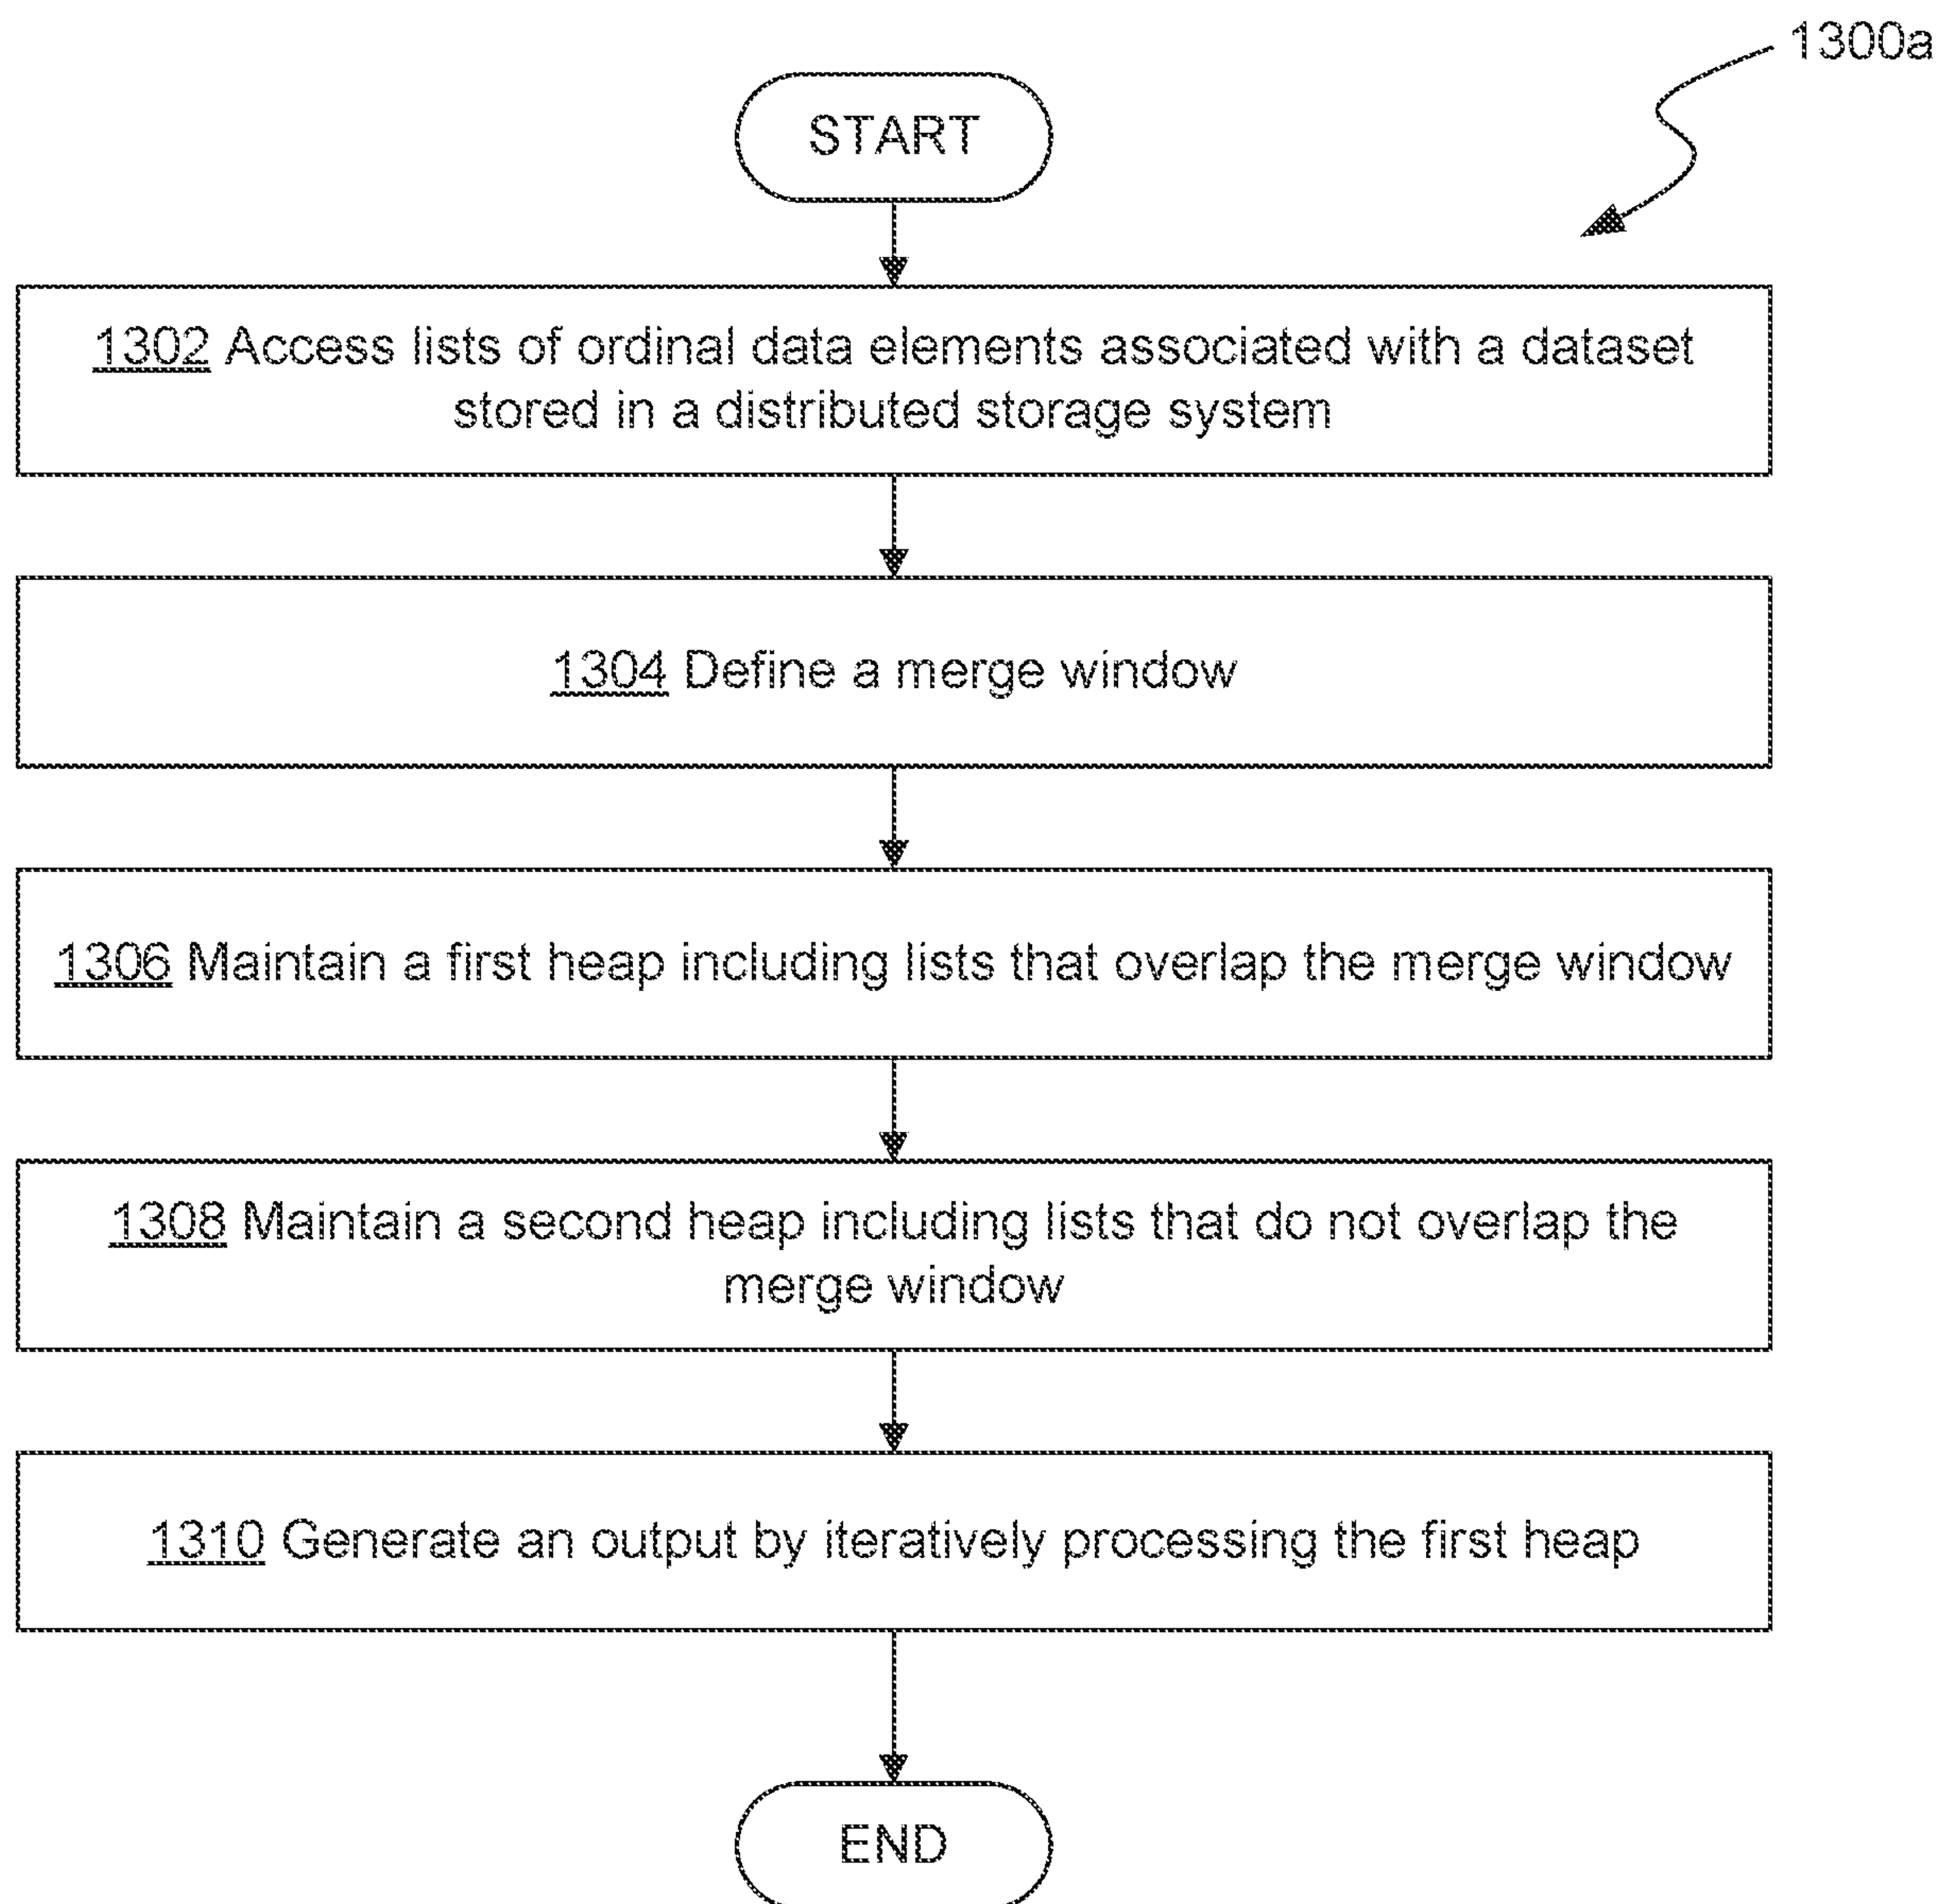 1300a
START
1302 Access lists of ordinal data elements associated with a dataset
stored in a distributed storage system
1304 Define a merge window
1306 Maintain a first heap including lists that overlap the merge window
1308 Maintain a second heap including lists that do not overlap the
merge window
1310 Generate an output by iteratively processing the first heap
END